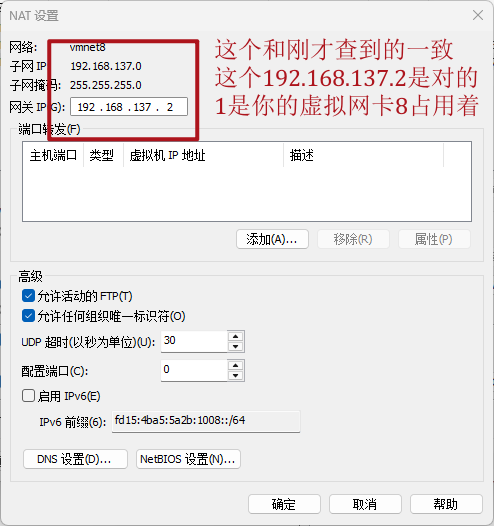 NAT 设置
网络: vmnet8
子网 IP 192.168.137.0
子网掩码: 255.255.255.0
网关 IP(G): 192 . 168 . 137 . 2
这个和刚才查到的一致
这个192.168.137.2是对的
1是你的虚拟网卡8占用着
端口转发(F)
主机端口 类型 虚拟机 IP 地址 描述
添加(A)... 移除(R) 属性(P)
高级
允许活动的 FTP(T)
允许任何组织唯一标识符(O)
UDP 超时(以秒为单位)(U): 30
配置端口(C): 0
启用 IPv6(E)
IPv6 前缀(6): fd15:4ba5:5a2b:1008::/64
DNS 设置(D)... NetBIOS 设置(N)...
确定 取消 帮助